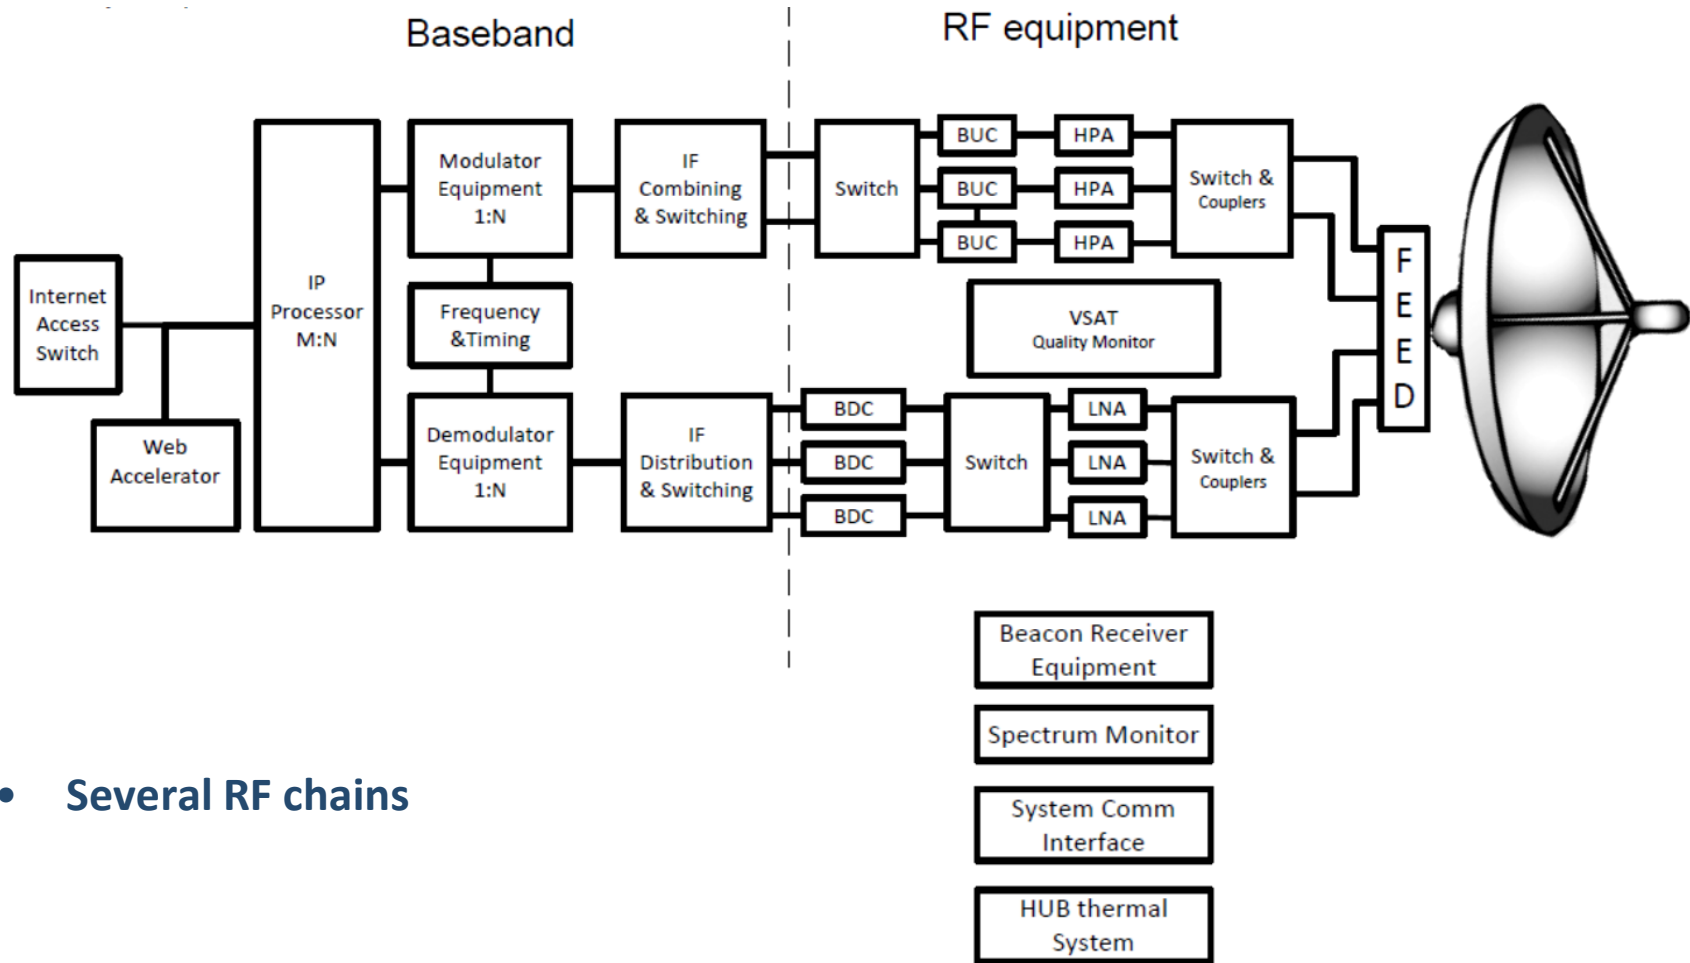 Baseband
RF equipment
Internet
Access
Switch
Web
Accelerator
IP
Processor
M:N
Modulator
Equipment
1:N
Frequency
&Timing
Demodulator
Equipment
1:N
IF
Combining
& Switching
IF
Distribution
& Switching
Switch
BUC
HPA
BUC
HPA
BUC
HPA
Switch &
Couplers
VSAT
Quality Monitor
BDC
BDC
BDC
Switch
LNA
LNA
LNA
Switch &
Couplers
F
E
E
D
Beacon Receiver
Equipment
Spectrum Monitor
System Comm
Interface
HUB thermal
System
• Several RF chains